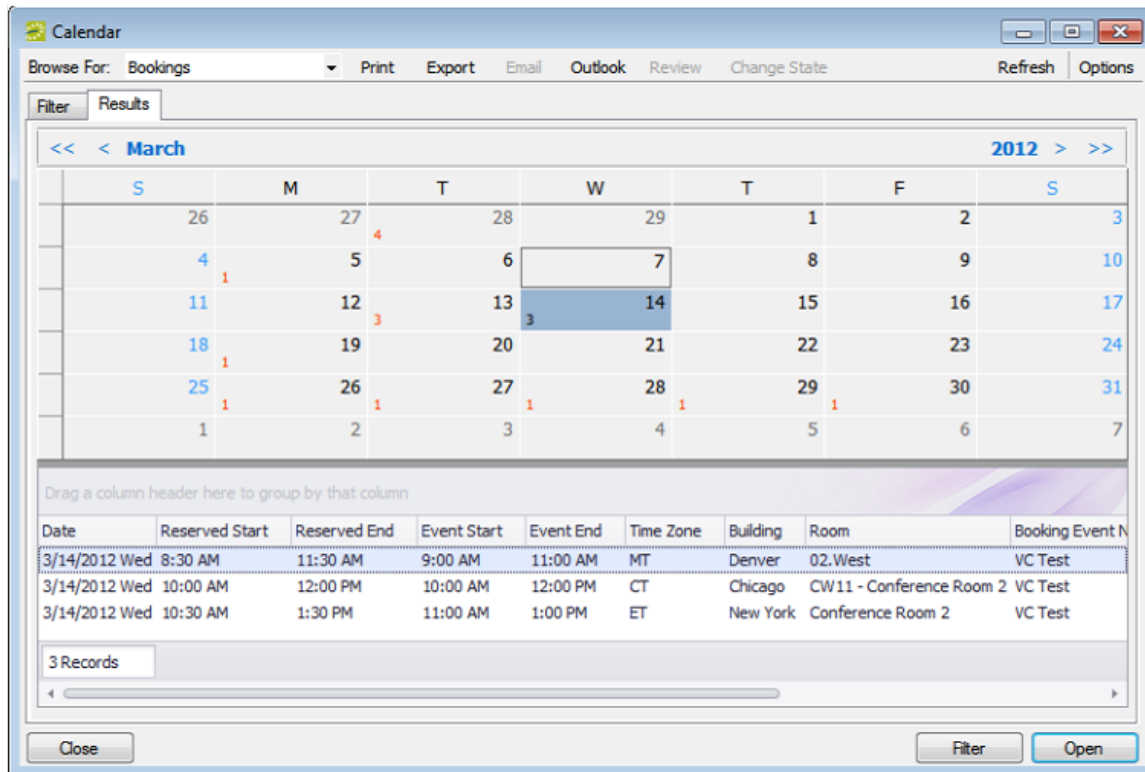 Calendar
Browse For: Bookings Print Export Email Outlook Review Change State Refresh Options
Filter Results
<< < March 2012 > >>
S M T W T F S
26 27 28 29 1 2 3
4
4 5 6 7 8 9 10
1
11 12 13 14 15 16 17
3 3
18 19 20 21 22 23 24
1
25 26 27 28 29 30 31
1 1 1 1 1
1 2 3 4 5 6 7
Drag a column header here to group by that column
Date Reserved Start Reserved End Event Start Event End Time Zone Building Room Booking Event N
3/14/2012 Wed 8:30 AM 11:30 AM 9:00 AM 11:00 AM MT Denver 02.West VC Test
3/14/2012 Wed 10:00 AM 12:00 PM 10:00 AM 12:00 PM CT Chicago CW11 - Conference Room 2 VC Test
3/14/2012 Wed 10:30 AM 1:30 PM 11:00 AM 1:00 PM ET New York Conference Room 2 VC Test
3 Records
Close Filter Open